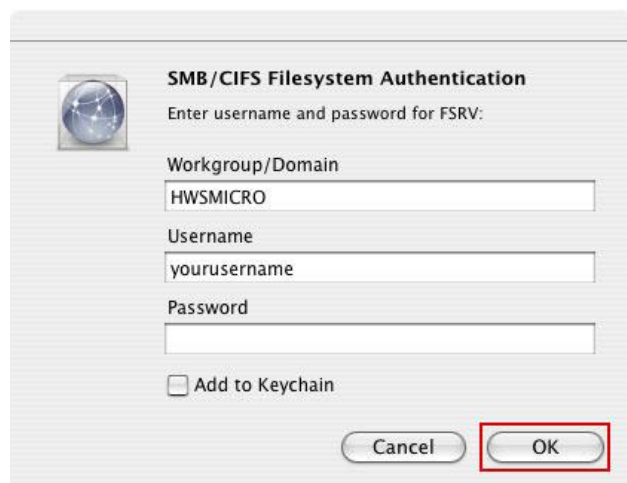 SMB/CIFS Filesystem Authentication
Enter username and password for FSRV:
Workgroup/Domain
HWSMICRO
Username
yourusername
Password
Add to Keychain
Cancel OK